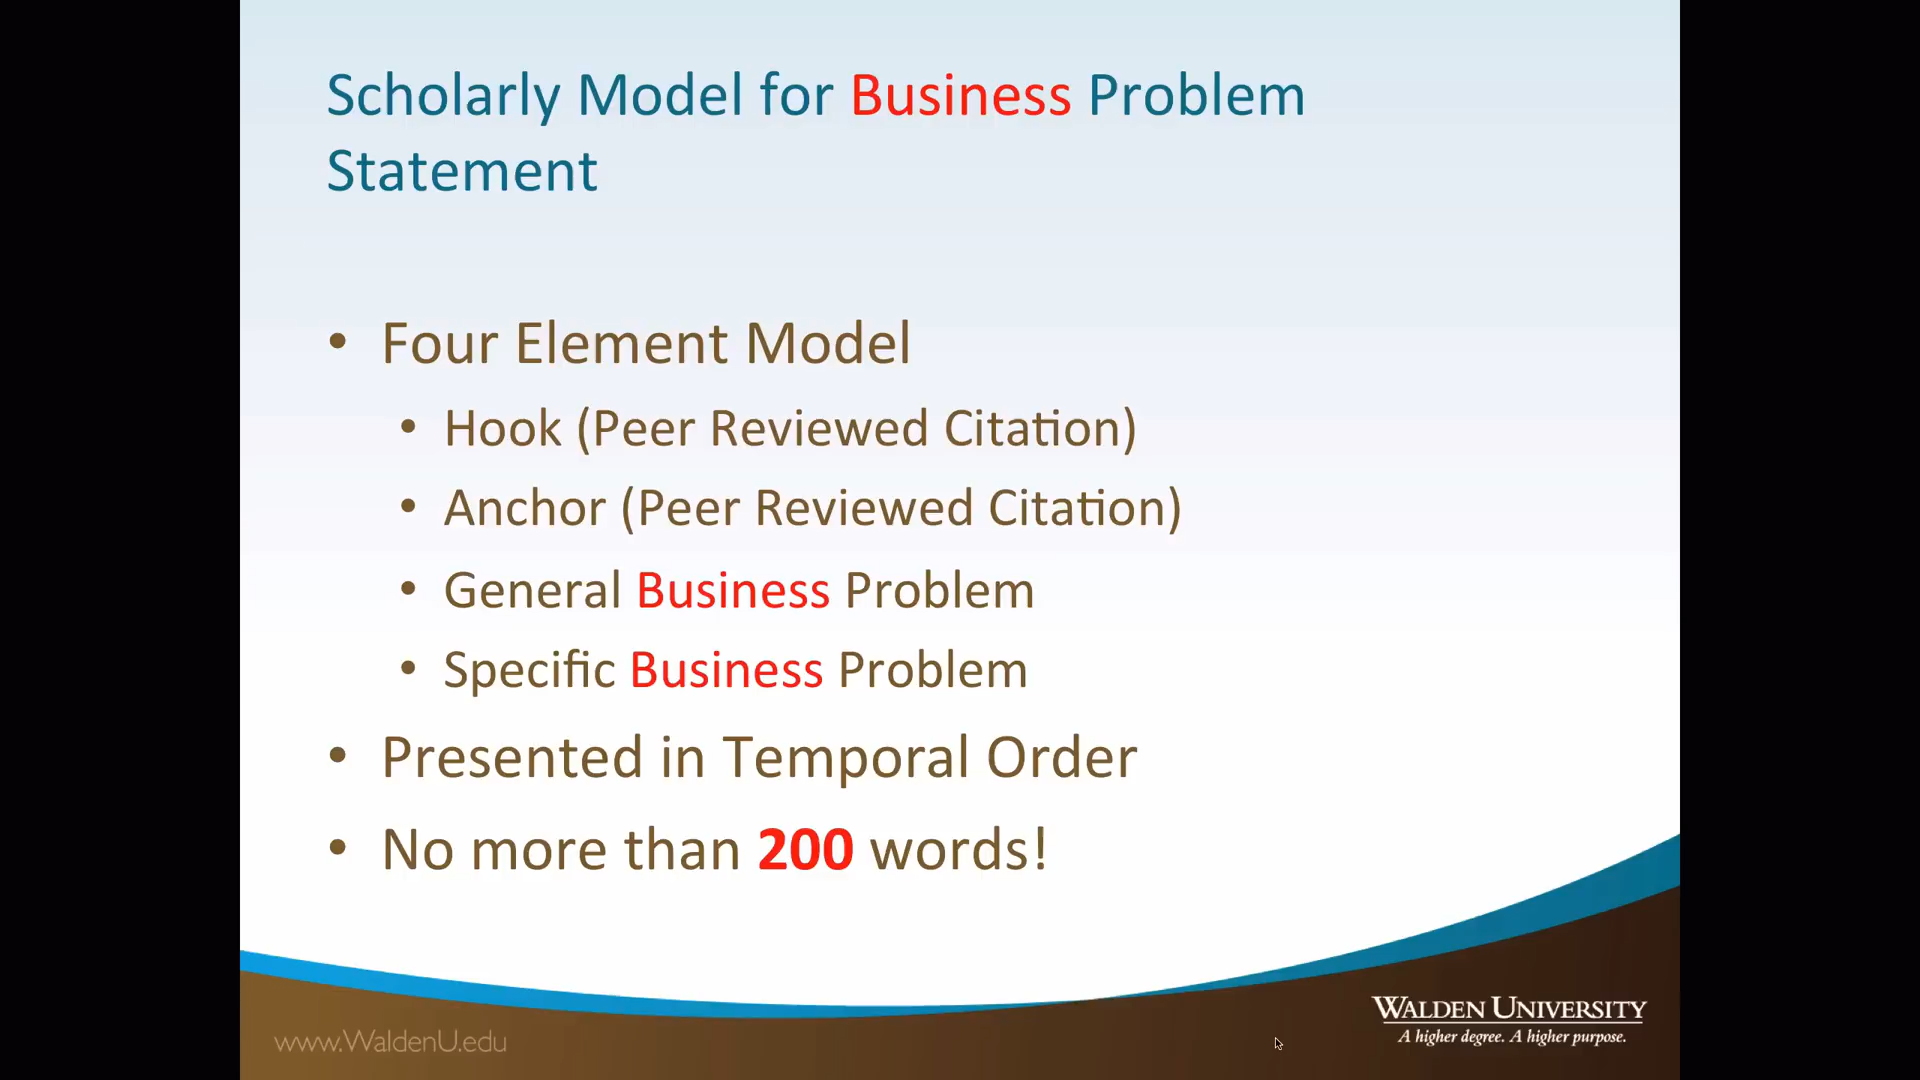 Scholarly Model for Business Problem
Statement
• Four Element Model
• Hook (Peer Reviewed Citation)
• Anchor (Peer Reviewed Citation)
• General Business Problem
• Specific Business Problem
• Presented in Temporal Order
• No more than 200 words!
WALDEN UNIVERSITY
A higher degree. A higher purpose.
www.WaldenU.edu